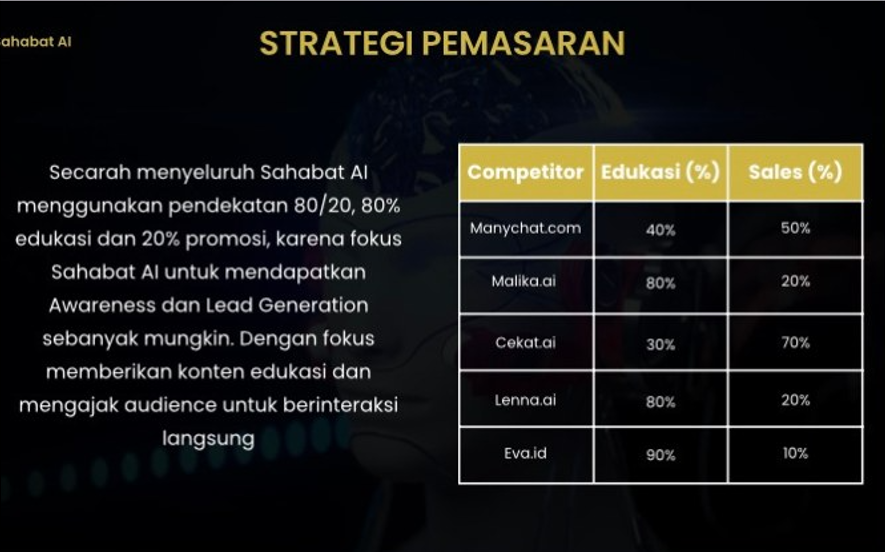 ahabat AI
STRATEGI PEMASARAN
Secarah menyeluruh Sahabat AI
menggunakan pendekatan 80/20, 80%
edukasi dan 20% promosi, karena fokus
Sahabat AI untuk mendapatkan
Awareness dan Lead Generation
sebanyak mungkin. Dengan fokus
memberikan konten edukasi dan
mengajak audience untuk berinteraksi
langsung
Competitor Edukasi (%) Sales (%)
Manychat.com 40% 50%
Malika.ai 80% 20%
Cekat.ai 30% 70%
Lenna.ai 80% 20%
Eva.id 90% 10%